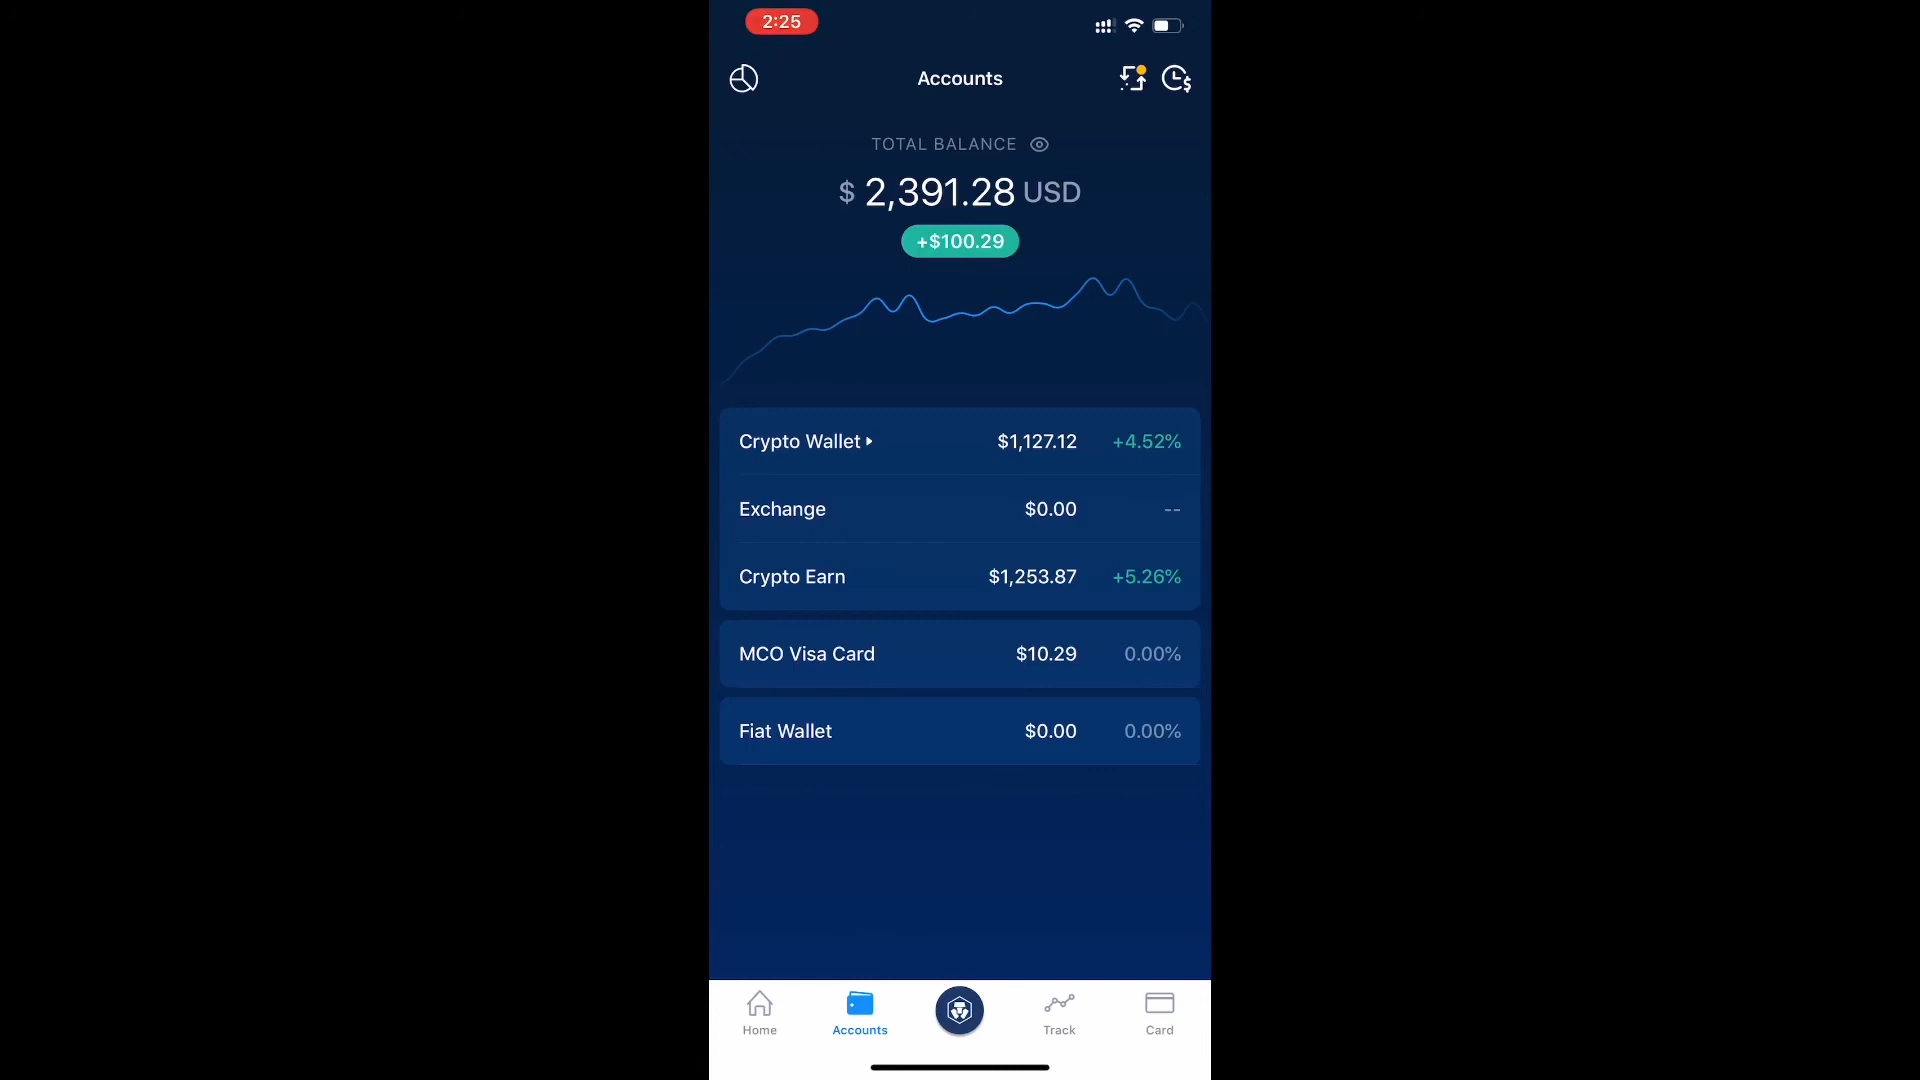 2:25
Accounts
TOTAL BALANCE
$ 2,391.28 USD
+$100.29
Crypto Wallet $1,127.12 +4.52%
Exchange $0.00 --
Crypto Earn $1,253.87 +5.26%
MCO Visa Card $10.29 0.00%
Fiat Wallet $0.00 0.00%
Home Accounts Track Card